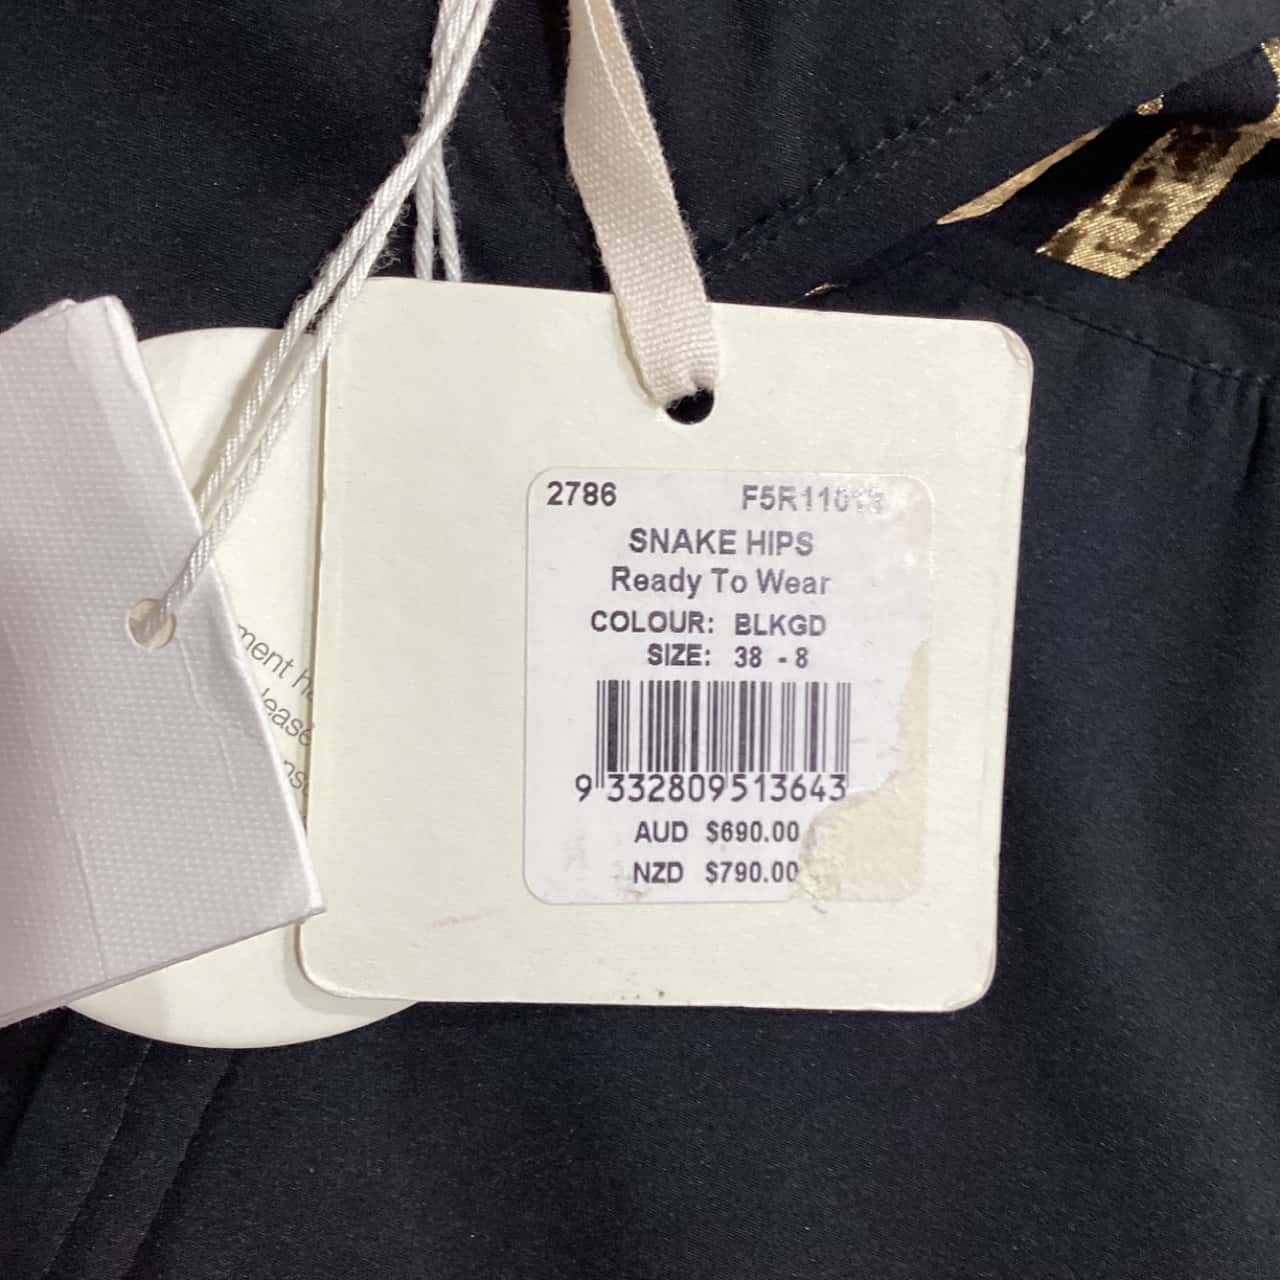 2786 F5R11013
SNAKE HIPS
Ready To Wear
COLOUR: BLKGD
SIZE: 38 - 8
9 332809 513643
AUD $690.00
NZD $790.00